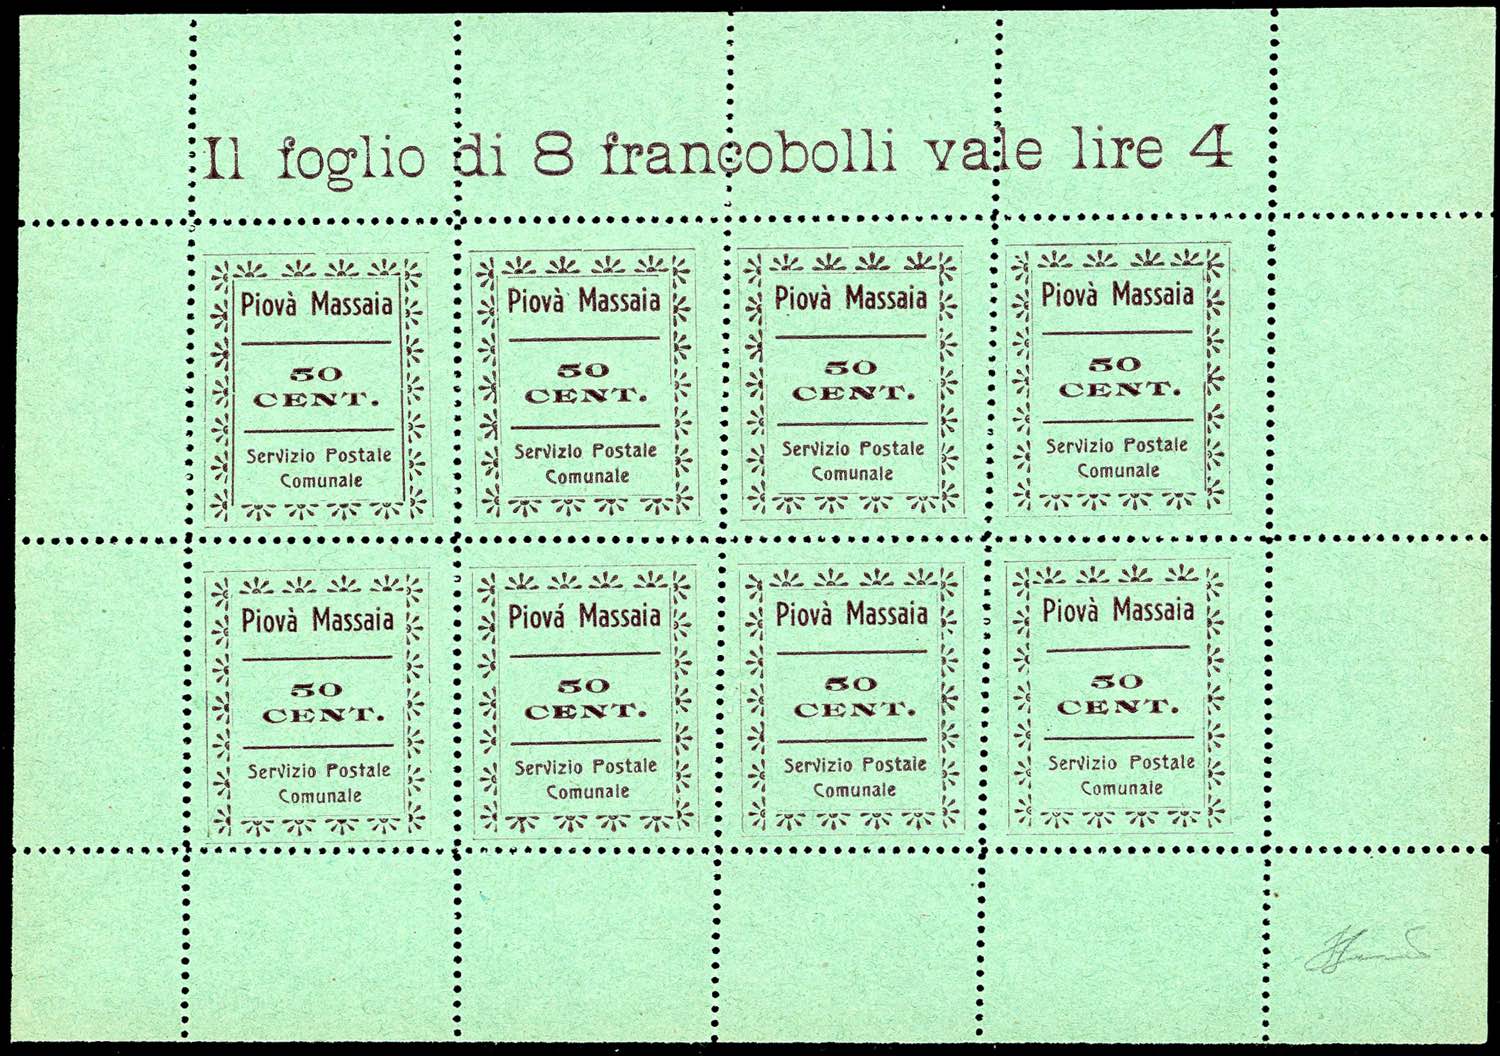 Il foglio di 8 francobolli vale lire 4
Piovà Massaia
50
CENT.
Servizio Postale
Comunale
Piovà Massaia
50
CENT.
Servizio Postale
Comunale
Piovà Massaia
50
CENT.
Servizio Postale
Comunale
Piovà Massaia
50
CENT.
Servizio Postale
Comunale
Piovà Massaia
50
CENT.
Servizio Postale
Comunale
Piová Massaia
50
CENT.
Servizio Postale
Comunale
Piovà Massaia
50
CENT.
Servizio Postale
Comunale
Piovà Massaia
50
CENT.
Servizio Postale
Comunale